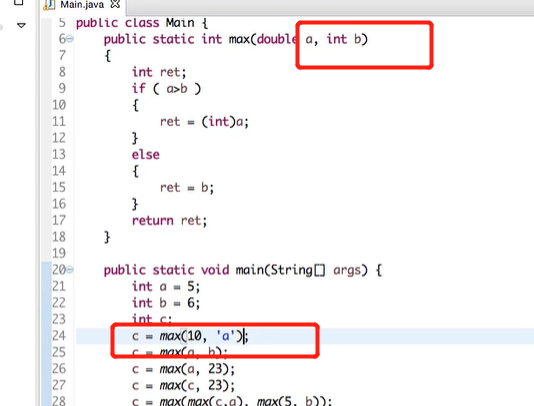 Main.java
5 public class Main {
6 public static int max(double a, int b)
7 {
8 int ret;
9 if ( a>b )
10 {
11 ret = (int)a;
12 }
13 else
14 {
15 ret = b;
16 }
17 return ret;
18 }
19
20 public static void main(String[] args) {
21 int a = 5;
22 int b = 6;
23 int c;
24 c = max(10, 'a');
25 c = max(a, b);
26 c = max(a, 23);
27 c = max(c, 23);
28 c = max(max(c,a), max(5, b));